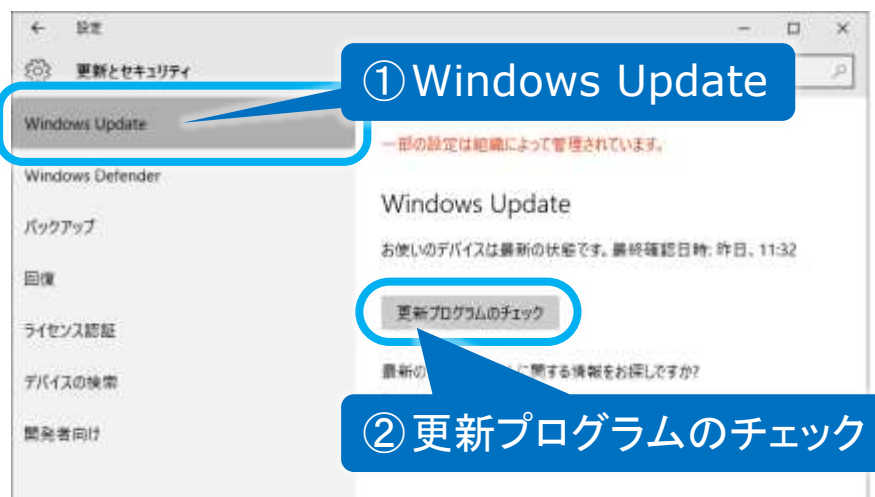 設定
更新とセキュリティ
①Windows Update
Windows Update
一部の設定は組織によって管理されています。
Windows Defender
Windows Update
バックアップ
お使いのデバイスは最新の状態です。最終確認日時: 昨日、11:32
回復
更新プログラムのチェック
ライセンス認証
最新の
に関する情報をお探しですか?
デバイスの検索
②更新プログラムのチェック
開発者向け